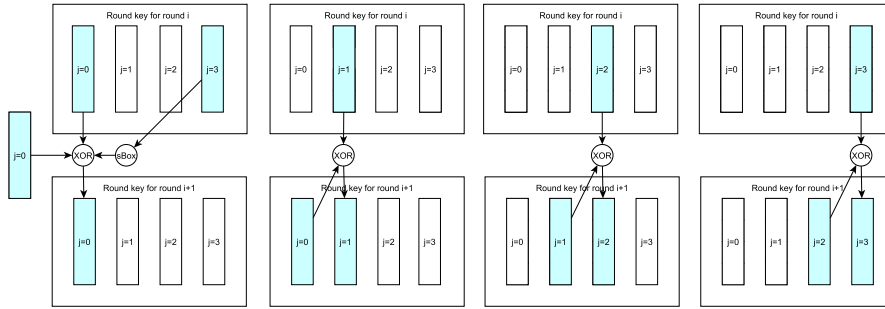 Round key for round i
j=0
j=1
j=2
j=3
j=0
XOR
sBox
Round key for round i+1
j=0
j=1
j=2
j=3
Round key for round i
j=0
j=1
j=2
j=3
XOR
Round key for round i+1
j=0
j=1
j=2
j=3
Round key for round i
j=0
j=1
j=2
j=3
XOR
Round key for round i+1
j=0
j=1
j=2
j=3
Round key for round i
j=0
j=1
j=2
j=3
XOR
Round key for round i+1
j=0
j=1
j=2
j=3